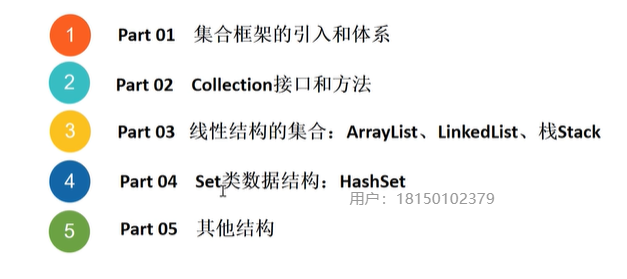 1 Part 01 集合框架的引入和体系
2 Part 02 Collection接口和方法
3 Part 03 线性结构的集合：ArrayList、LinkedList、栈Stack
4 Part 04 Set类数据结构：HashSet
用户：18150102379
5 Part 05 其他结构